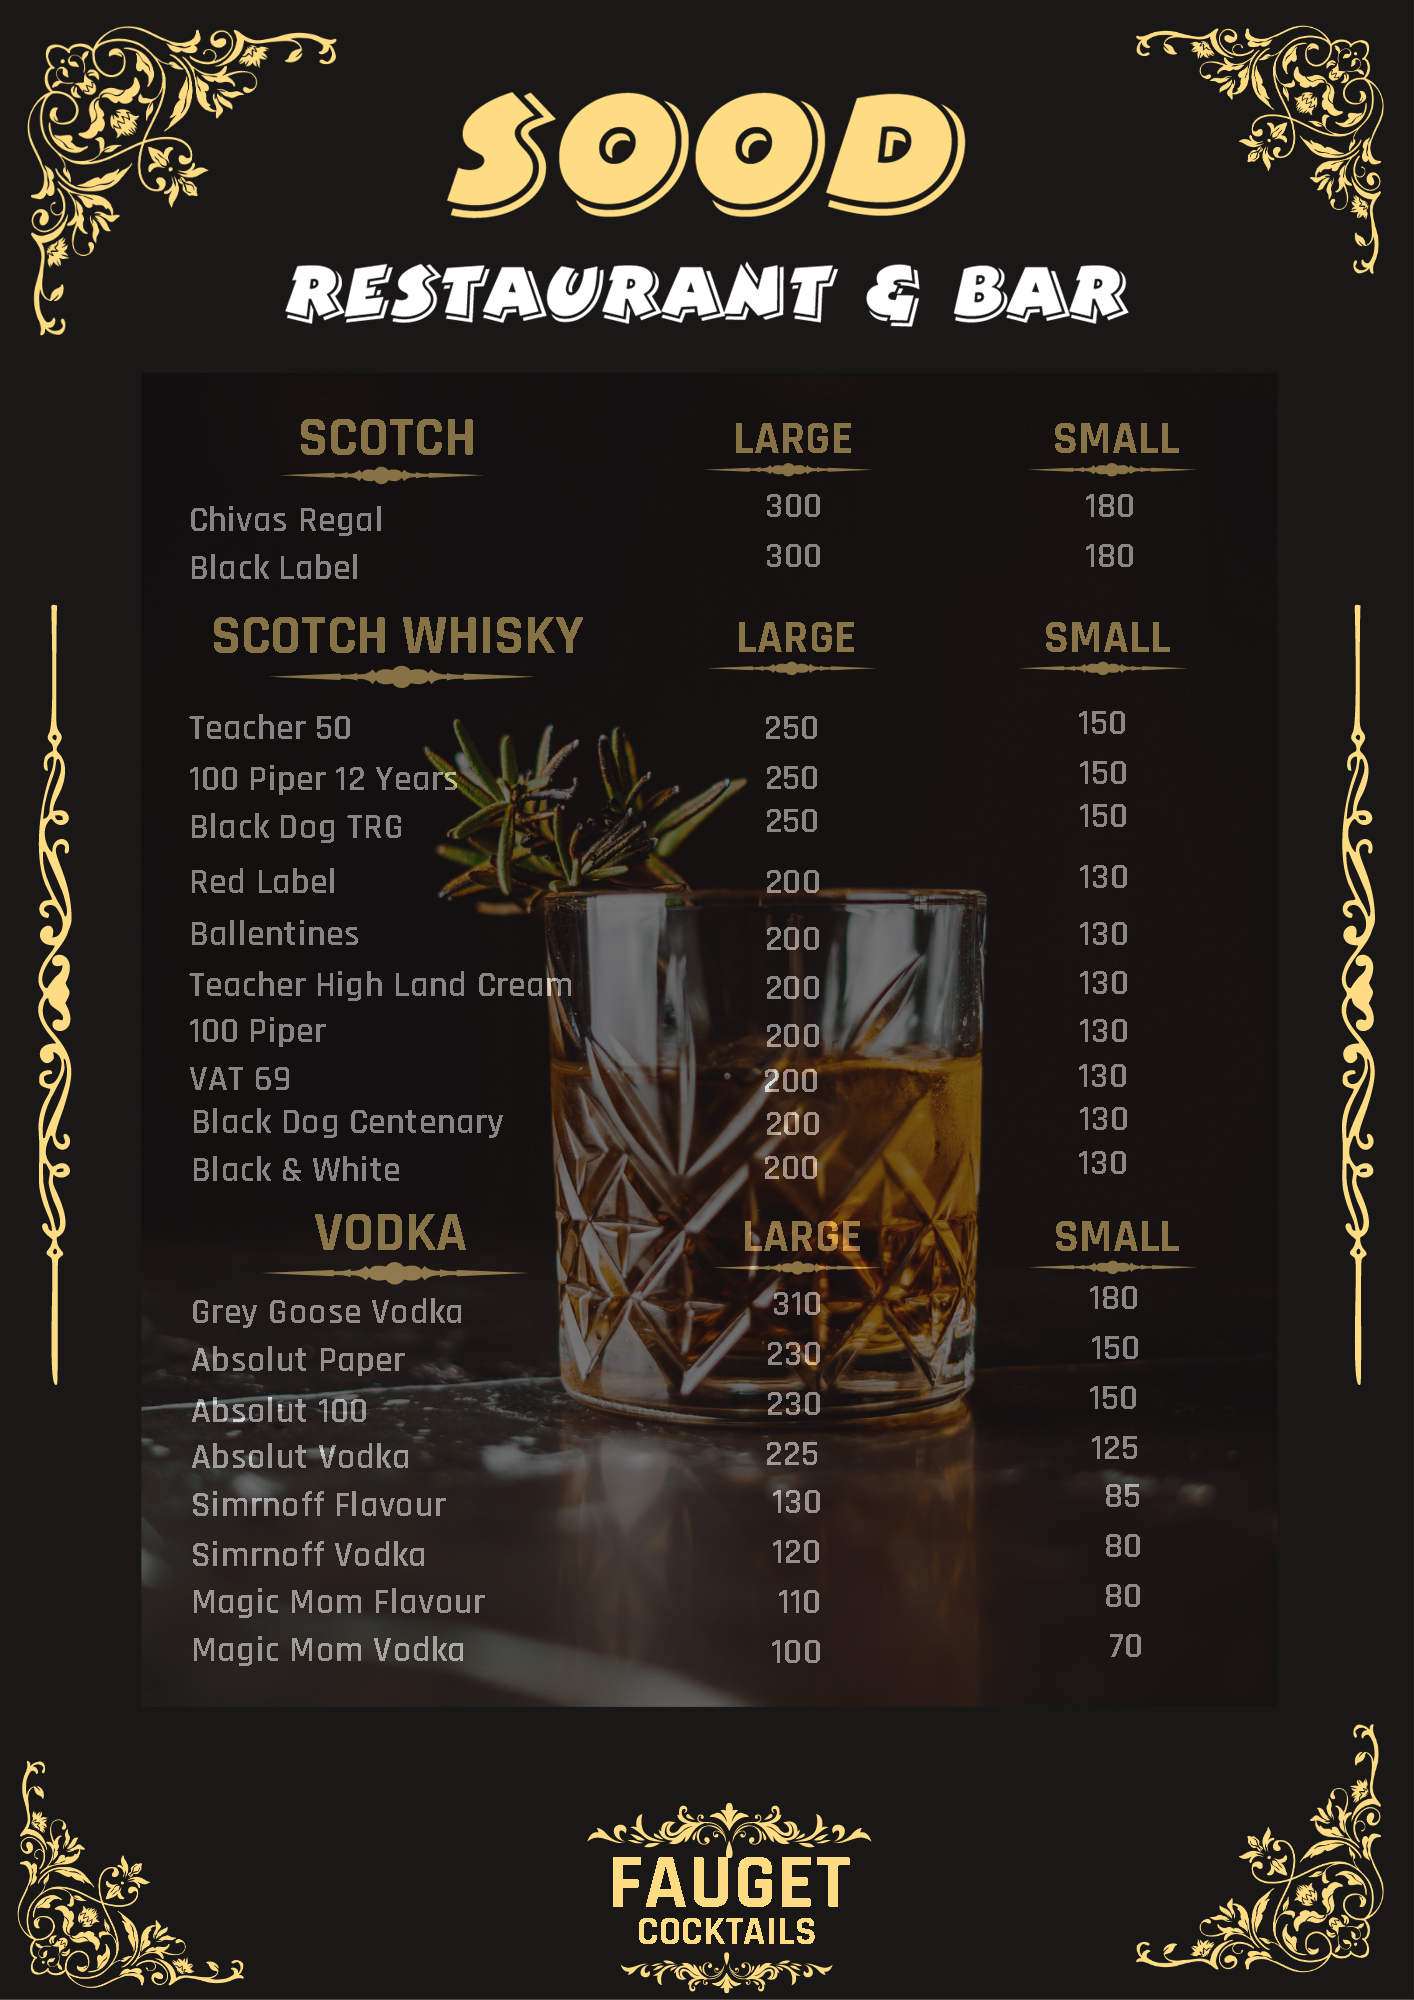 SOOD
RESTAURANT & BAR
SCOTCH LARGE SMALL
Chivas Regal 300 180
Black Label 300 180
SCOTCH WHISKY LARGE SMALL
Teacher 50 250 150
100 Piper 12 Years 250 150
Black Dog TRG 250 150
Red Label 200 130
Ballentines 200 130
Teacher High Land Cream 200 130
100 Piper 200 130
VAT 69 200 130
Black Dog Centenary 200 130
Black & White 200 130
VODKA LARGE SMALL
Grey Goose Vodka 310 180
Absolut Paper 230 150
Absolut 100 230 150
Absolut Vodka 225 125
Simrnoff Flavour 130 85
Simrnoff Vodka 120 80
Magic Mom Flavour 110 80
Magic Mom Vodka 100 70
FAUGET
COCKTAILS